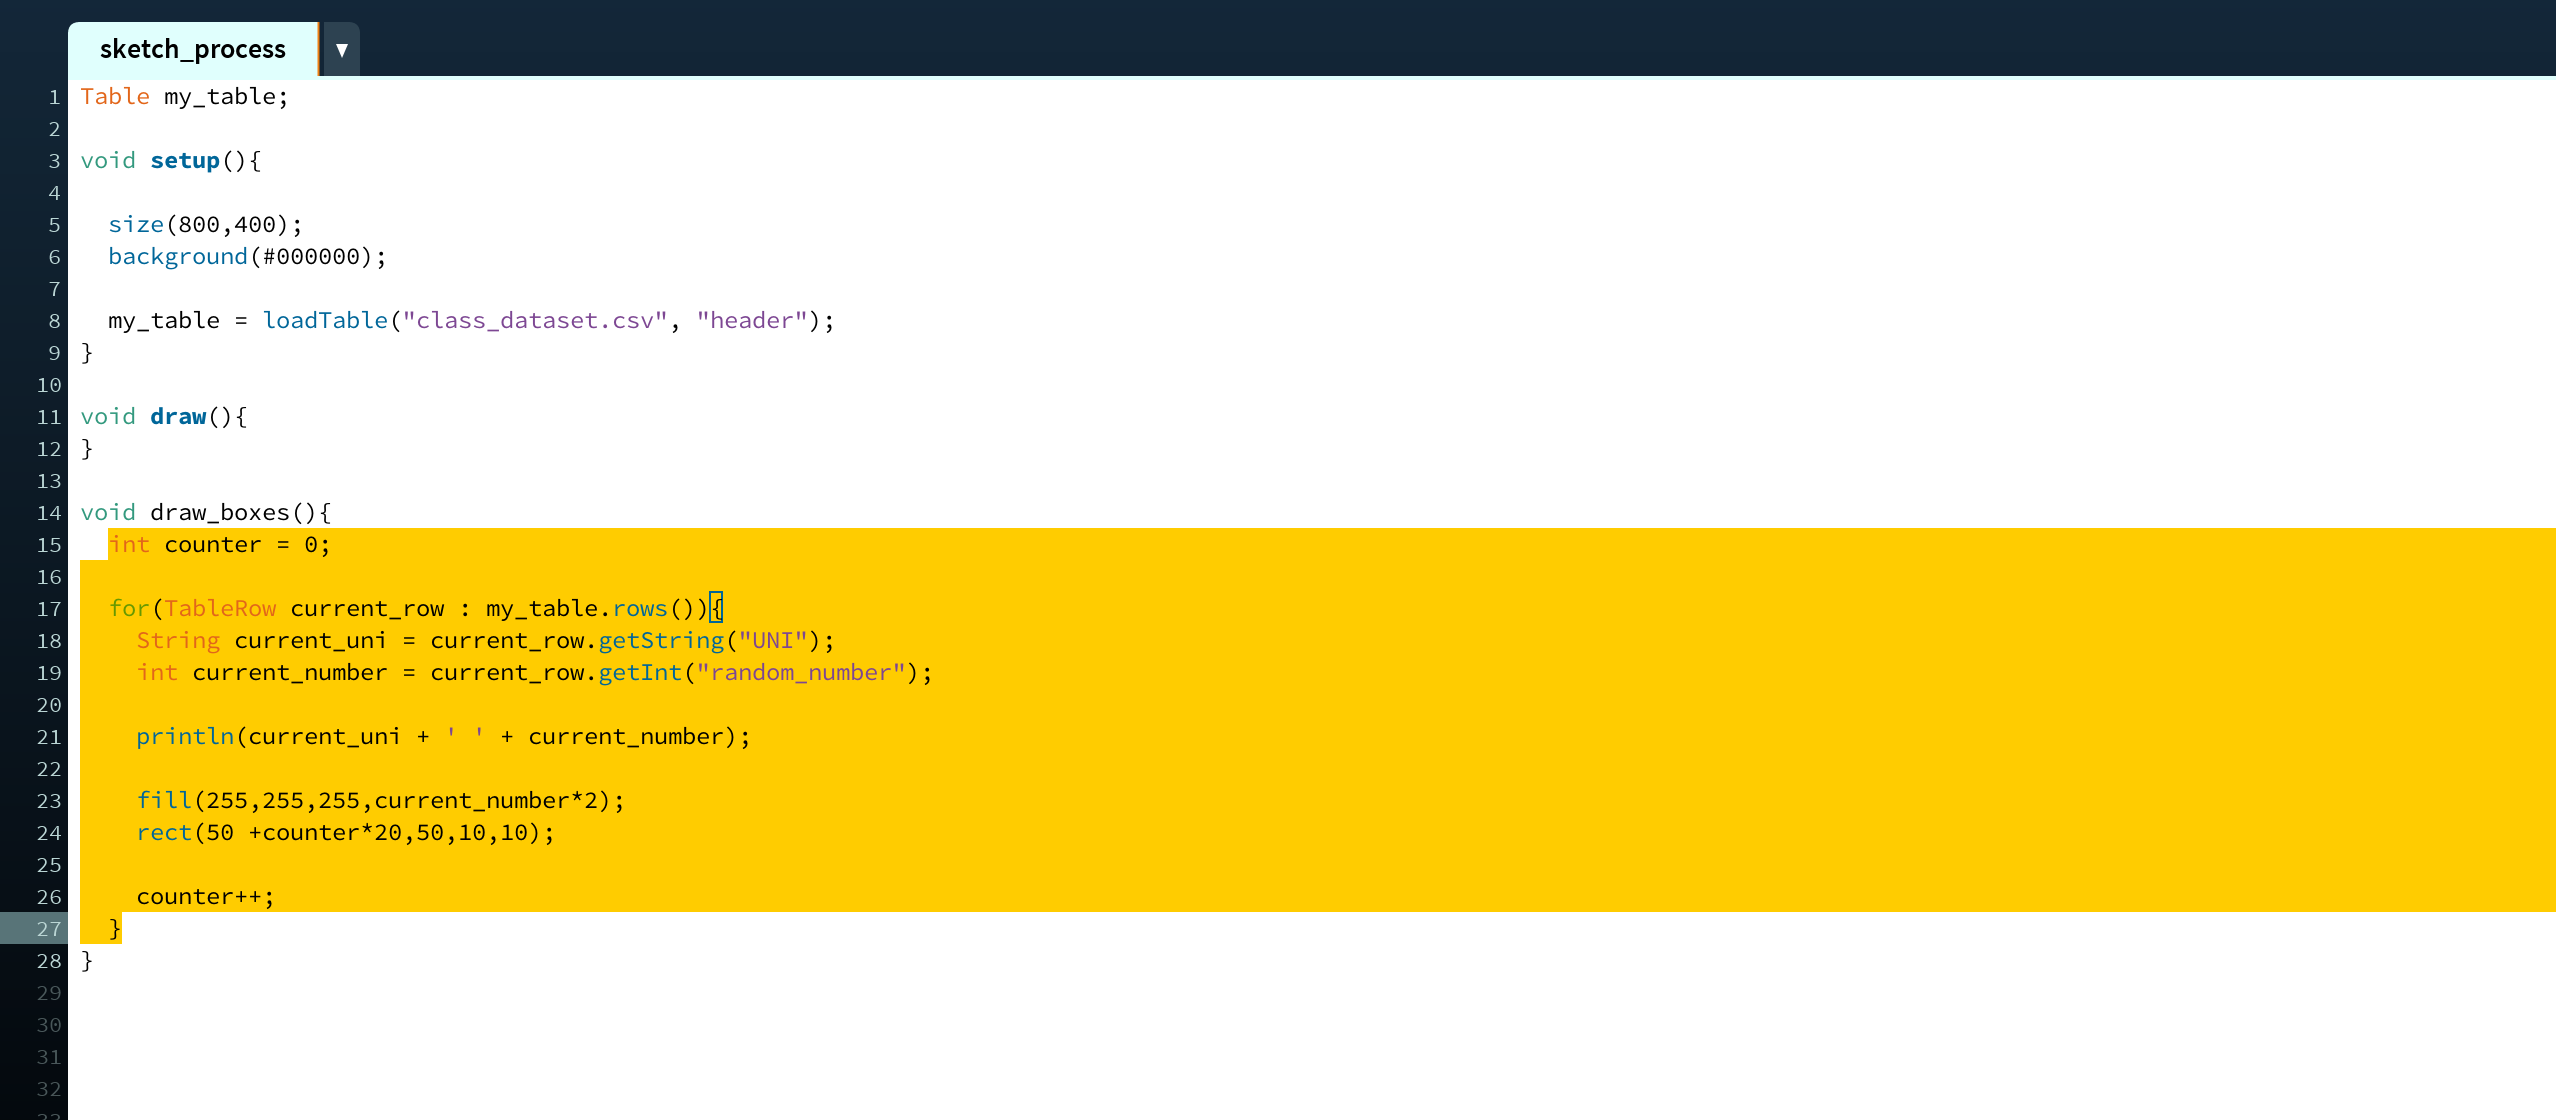 sketch_process ▼
1 Table my_table;
2
3 void setup(){
4
5   size(800,400);
6   background(#000000);
7
8   my_table = loadTable("class_dataset.csv", "header");
9 }
10
11 void draw(){
12 }
13
14 void draw_boxes(){
15   int counter = 0;
16
17   for(TableRow current_row : my_table.rows()){
18     String current_uni = current_row.getString("UNI");
19     int current_number = current_row.getInt("random_number");
20
21     println(current_uni + ' ' + current_number);
22
23     fill(255,255,255,current_number*2);
24     rect(50 +counter*20,50,10,10);
25
26     counter++;
27   }
28 }
29
30
31
32
33